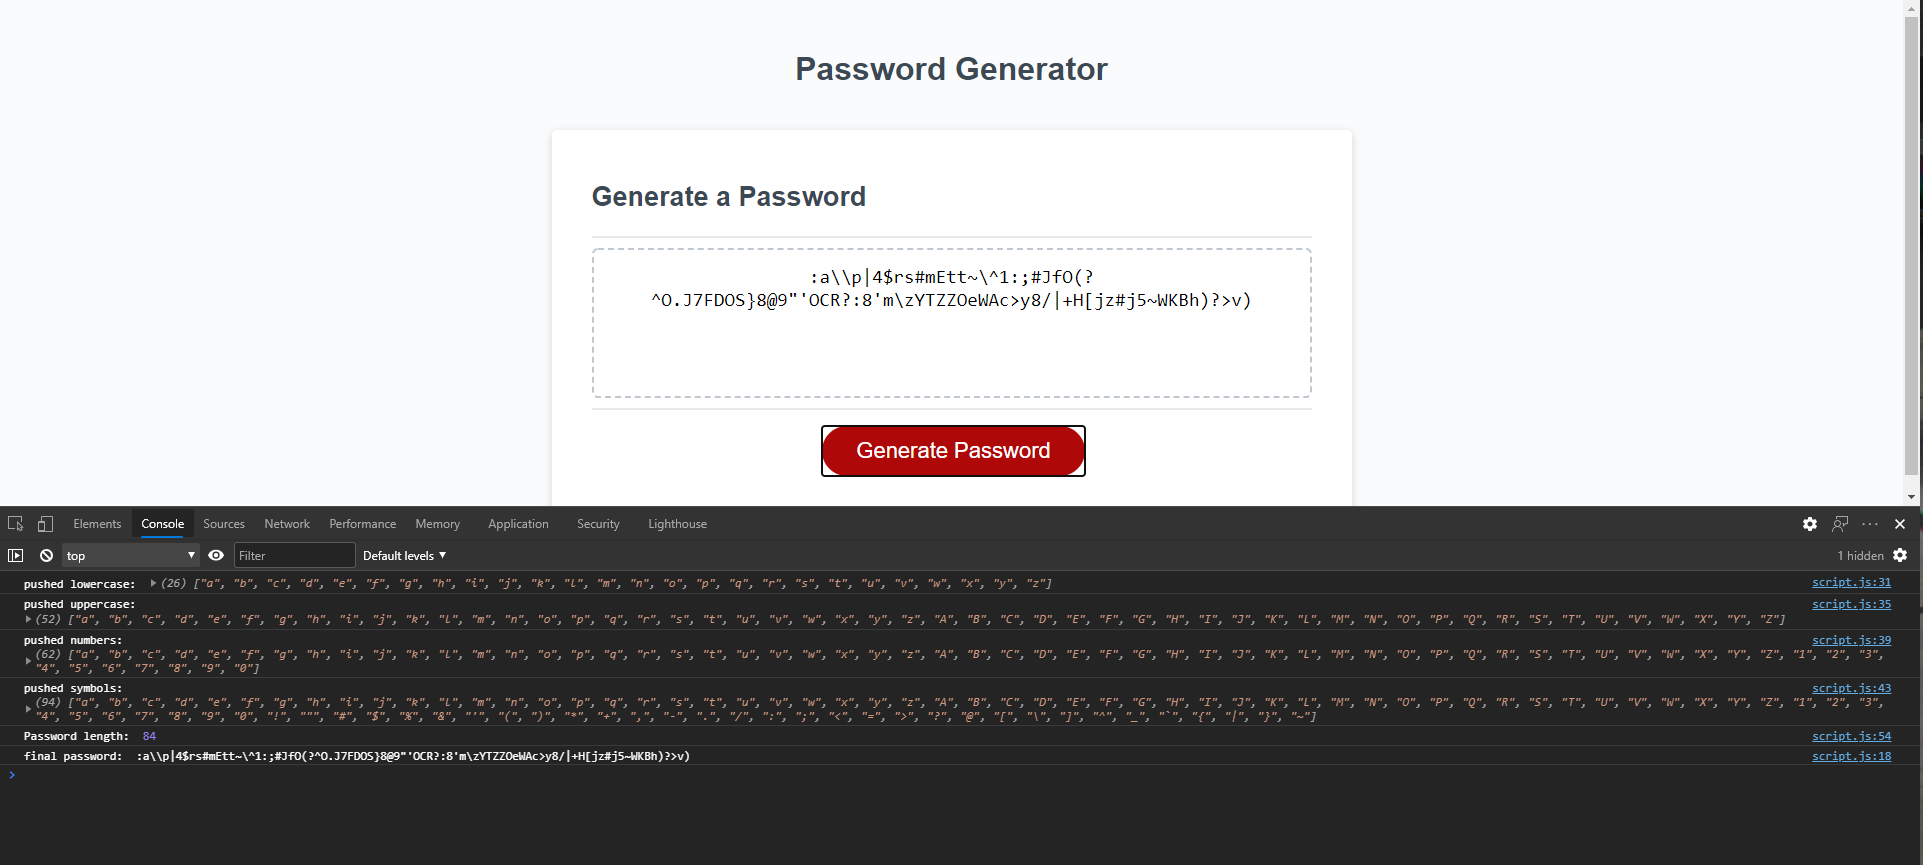 Password Generator
Generate a Password
:a\\p|4$rs#mEtt~\^1:;#JfO(?
^O.J7FDOS}8@9"'OCR?:8'm\zYTZZOeWAc>y8/|+H[jz#j5~WKBh)?>v)
Generate Password
Elements Console Sources Network Performance Memory Application Security Lighthouse
top Filter Default levels 1 hidden
pushed lowercase: (26) ["a", "b", "c", "d", "e", "f", "g", "h", "i", "j", "k", "l", "m", "n", "o", "p", "q", "r", "s", "t", "u", "v", "w", "x", "y", "z"] script.js:31
pushed uppercase: script.js:35
(52) ["a", "b", "c", "d", "e", "f", "g", "h", "i", "j", "k", "l", "m", "n", "o", "p", "q", "r", "s", "t", "u", "v", "w", "x", "y", "z", "A", "B", "C", "D", "E", "F", "G", "H", "I", "J", "K", "L", "M", "N", "O", "P", "Q", "R", "S", "T", "U", "V", "W", "X", "Y", "Z"]
pushed numbers: script.js:39
(62) ["a", "b", "c", "d", "e", "f", "g", "h", "i", "j", "k", "l", "m", "n", "o", "p", "q", "r", "s", "t", "u", "v", "w", "x", "y", "z", "A", "B", "C", "D", "E", "F", "G", "H", "I", "J", "K", "L", "M", "N", "O", "P", "Q", "R", "S", "T", "U", "V", "W", "X", "Y", "Z", "1", "2", "3",
"4", "5", "6", "7", "8", "9", "0"]
pushed symbols: script.js:43
(94) ["a", "b", "c", "d", "e", "f", "g", "h", "i", "j", "k", "l", "m", "n", "o", "p", "q", "r", "s", "t", "u", "v", "w", "x", "y", "z", "A", "B", "C", "D", "E", "F", "G", "H", "I", "J", "K", "L", "M", "N", "O", "P", "Q", "R", "S", "T", "U", "V", "W", "X", "Y", "Z", "1", "2", "3",
"4", "5", "6", "7", "8", "9", "0", "!", """, "#", "$", "%", "&", "'", "(", ")", "*", "+", ",", "-", ".", "/", ":", ";", "<", "=", ">", "?", "@", "[", "\", "]", "^", "_", "`", "{", "|", "}", "~"]
Password length: 84 script.js:54
final password: :a\\p|4$rs#mEtt~\^1:;#JfO(?^O.J7FDOS}8@9"'OCR?:8'm\zYTZZOeWAc>y8/|+H[jz#j5~WKBh)?>v) script.js:18